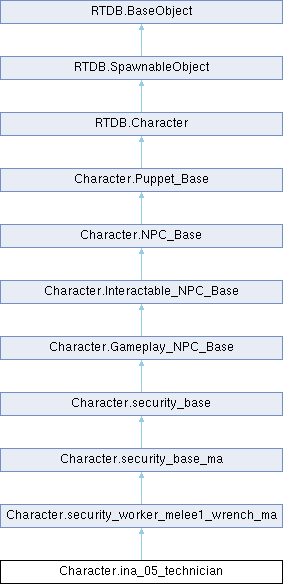 RTDB.BaseObject
RTDB.SpawnableObject
RTDB.Character
Character.Puppet_Base
Character.NPC_Base
Character.Interactable_NPC_Base
Character.Gameplay_NPC_Base
Character.security_base
Character.security_base_ma
Character.security_worker_melee1_wrench_ma
Character.ina_05_technician